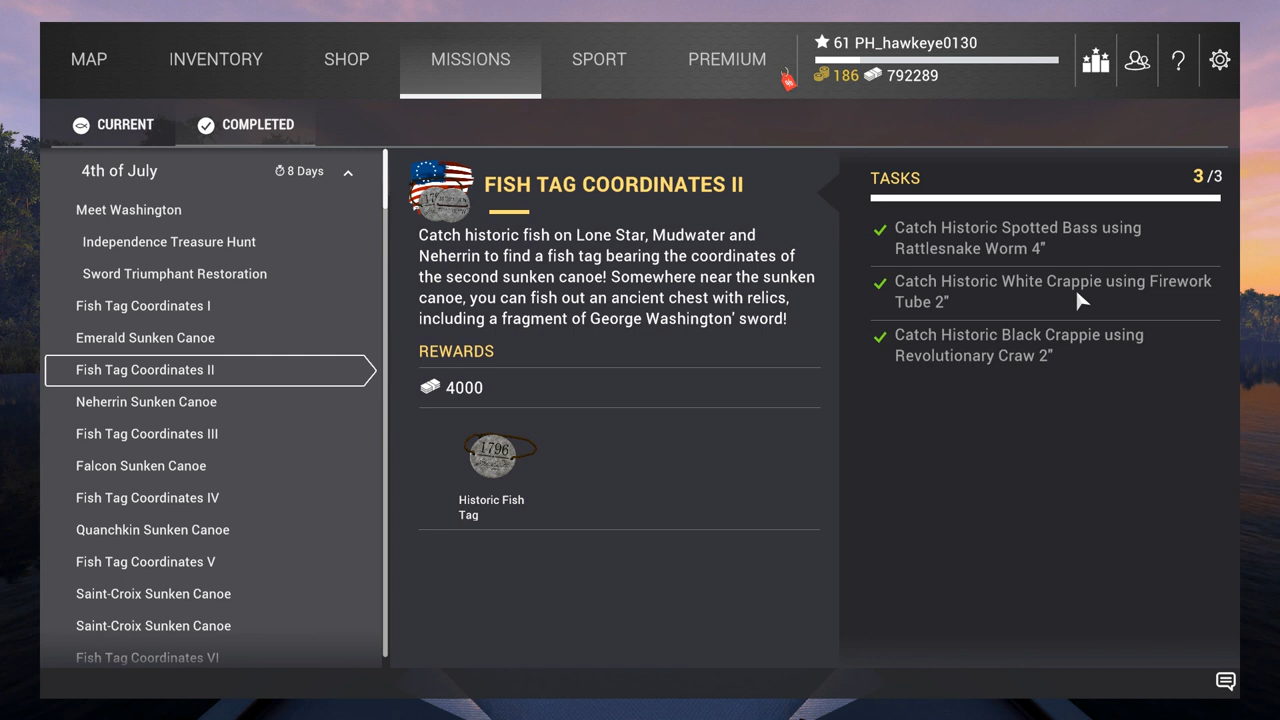 MAP
INVENTORY
SHOP
MISSIONS
SPORT
PREMIUM
61 PH_hawkeye0130
186 792289
CURRENT
COMPLETED
4th of July
8 Days
Meet Washington
Independence Treasure Hunt
Sword Triumphant Restoration
Fish Tag Coordinates I
Emerald Sunken Canoe
Fish Tag Coordinates II
Neherrin Sunken Canoe
Fish Tag Coordinates III
Falcon Sunken Canoe
Fish Tag Coordinates IV
Quanchkin Sunken Canoe
Fish Tag Coordinates V
Saint-Croix Sunken Canoe
Saint-Croix Sunken Canoe
Fish Tag Coordinates VI
FISH TAG COORDINATES II
Catch historic fish on Lone Star, Mudwater and
Neherrin to find a fish tag bearing the coordinates of
the second sunken canoe! Somewhere near the sunken
canoe, you can fish out an ancient chest with relics,
including a fragment of George Washington' sword!
REWARDS
4000
1796
Historic Fish
Tag
TASKS
3/3
Catch Historic Spotted Bass using
Rattlesnake Worm 4"
Catch Historic White Crappie using Firework
Tube 2"
Catch Historic Black Crappie using
Revolutionary Craw 2"